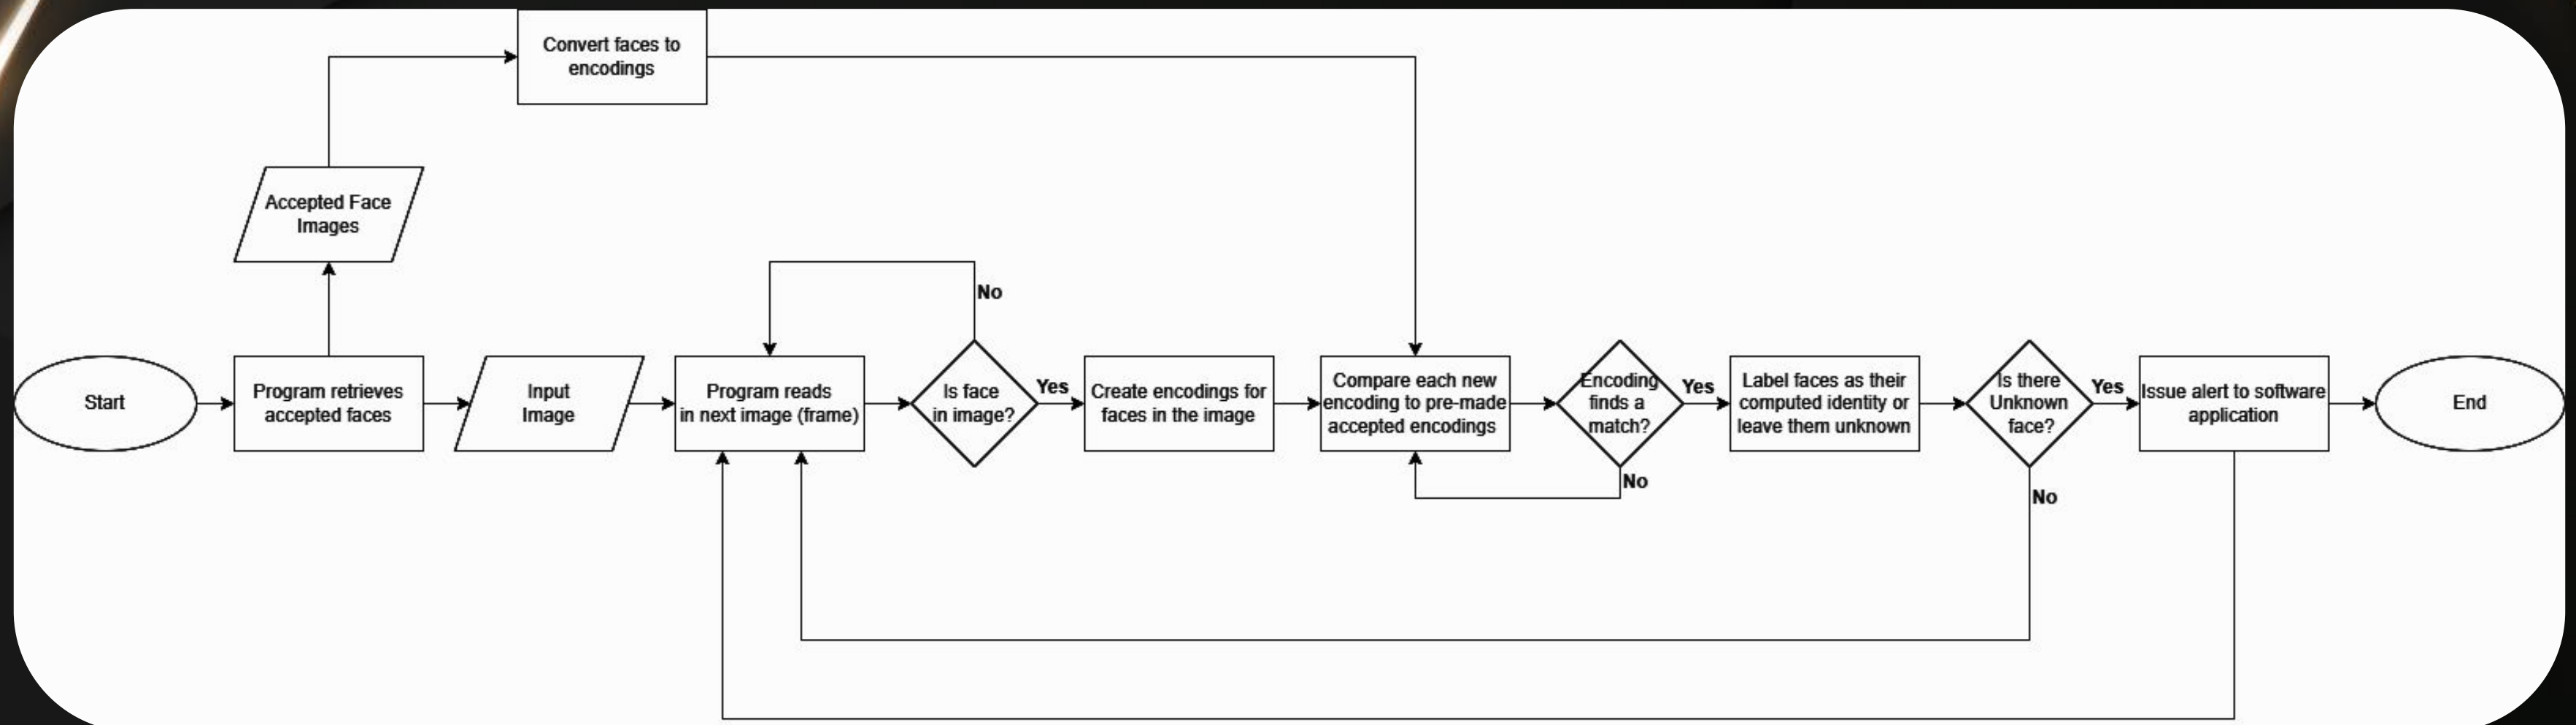 Convert faces to
encodings
Accepted Face
Images
No
Start
Program retrieves
accepted faces
Input
Image
Program reads
in next image (frame)
Is face
in image?
Yes
Create encodings for
faces in the image
Compare each new
encoding to pre-made
accepted encodings
Encoding
finds a
match?
Yes
No
Label faces as their
computed identity or
leave them unknown
Is there
Unknown
face?
Yes
No
Issue alert to software
application
End